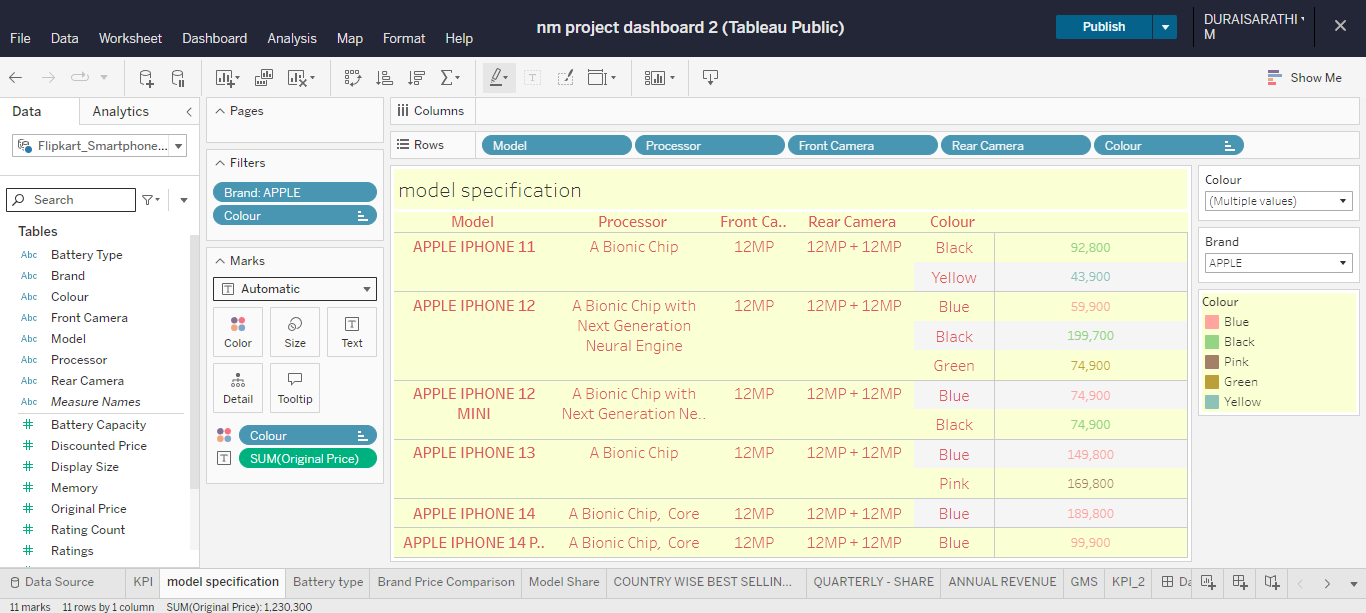 nm project dashboard 2 (Tableau Public)
Publish
DURAISARATHI
M
File Data Worksheet Dashboard Analysis Map Format Help
Show Me
Data Analytics
Flipkart_Smartphone...
Search
Tables
Abc Battery Type
Abc Brand
Abc Colour
Abc Front Camera
Abc Model
Abc Processor
Abc Rear Camera
Abc Measure Names
# Battery Capacity
# Discounted Price
# Display Size
# Memory
# Original Price
# Rating Count
# Ratings
Pages
Filters
Brand: APPLE
Colour
Marks
T Automatic
Color Size Text
Detail Tooltip
Colour
T SUM(Original Price)
Columns
Rows Model Processor Front Camera Rear Camera Colour
model specification
Model Processor Front Ca.. Rear Camera Colour
APPLE IPHONE 11 A Bionic Chip 12MP 12MP + 12MP Black 92,800
Yellow 43,900
APPLE IPHONE 12 A Bionic Chip with 12MP 12MP + 12MP Blue 59,900
Next Generation
Neural Engine
Black 199,700
Green 74,900
APPLE IPHONE 12 A Bionic Chip with 12MP 12MP + 12MP Blue 74,900
MINI Next Generation Ne..
Black 74,900
APPLE IPHONE 13 A Bionic Chip 12MP 12MP + 12MP Blue 149,800
Pink 169,800
APPLE IPHONE 14 A Bionic Chip, Core 12MP 12MP + 12MP Blue 189,800
APPLE IPHONE 14 P.. A Bionic Chip, Core 12MP 12MP + 12MP Blue 99,900
Colour
(Multiple values)
Brand
APPLE
Colour
Blue
Black
Pink
Green
Yellow
Data Source KPI model specification Battery type Brand Price Comparison Model Share COUNTRY WISE BEST SELLIN... QUARTERLY - SHARE ANNUAL REVENUE GMS KPI_2 Da
11 marks 11 rows by 1 column SUM(Original Price): 1,230,300